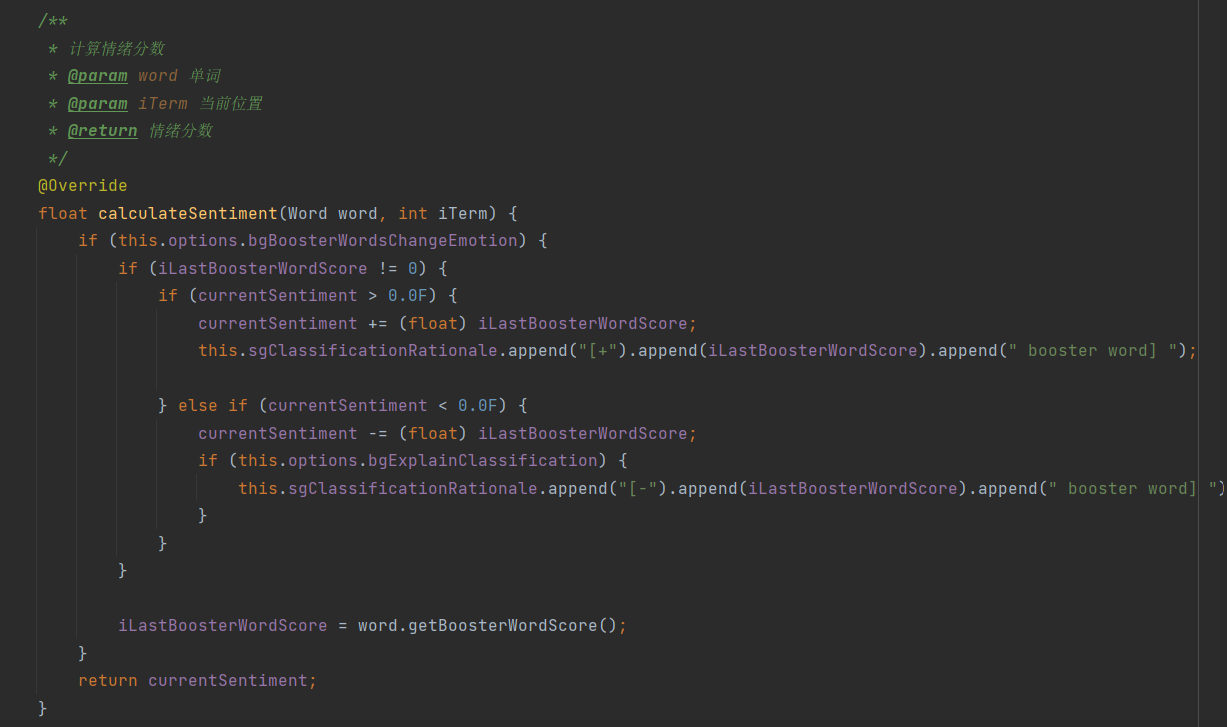 /**
 * 计算情绪分数
 * @param word 单词
 * @param iTerm 当前位置
 * @return 情绪分数
 */
@Override
float calculateSentiment(Word word, int iTerm) {
    if (this.options.bgBoosterWordsChangeEmotion) {
        if (iLastBoosterWordScore != 0) {
            if (currentSentiment > 0.0F) {
                currentSentiment += (float) iLastBoosterWordScore;
                this.sgClassificationRationale.append("[+").append(iLastBoosterWordScore).append(" booster word] ");
            } else if (currentSentiment < 0.0F) {
                currentSentiment -= (float) iLastBoosterWordScore;
                if (this.options.bgExplainClassification) {
                    this.sgClassificationRationale.append("[-").append(iLastBoosterWordScore).append(" booster word] ")
                }
            }
        }
        iLastBoosterWordScore = word.getBoosterWordScore();
    }
    return currentSentiment;
}